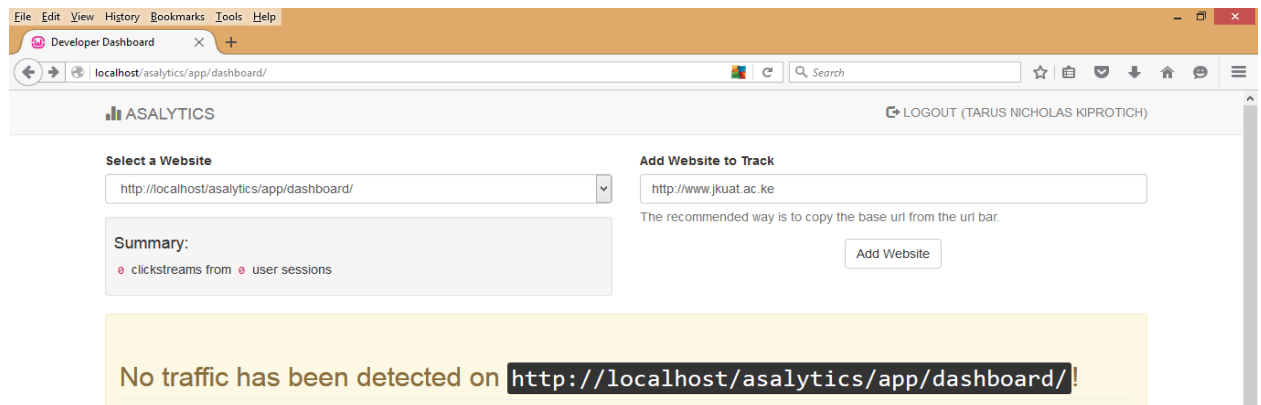 File Edit View History Bookmarks Tools Help
Developer Dashboard
localhost/asalytics/app/dashboard/
Search
ASALYTICS
LOGOUT (TARUS NICHOLAS KIPROTICH)
Select a Website
http://localhost/asalytics/app/dashboard/
Summary:
0 clickstreams from 0 user sessions
Add Website to Track
http://www.jkuat.ac.ke
The recommended way is to copy the base url from the url bar.
Add Website
No traffic has been detected on http://localhost/asalytics/app/dashboard/!